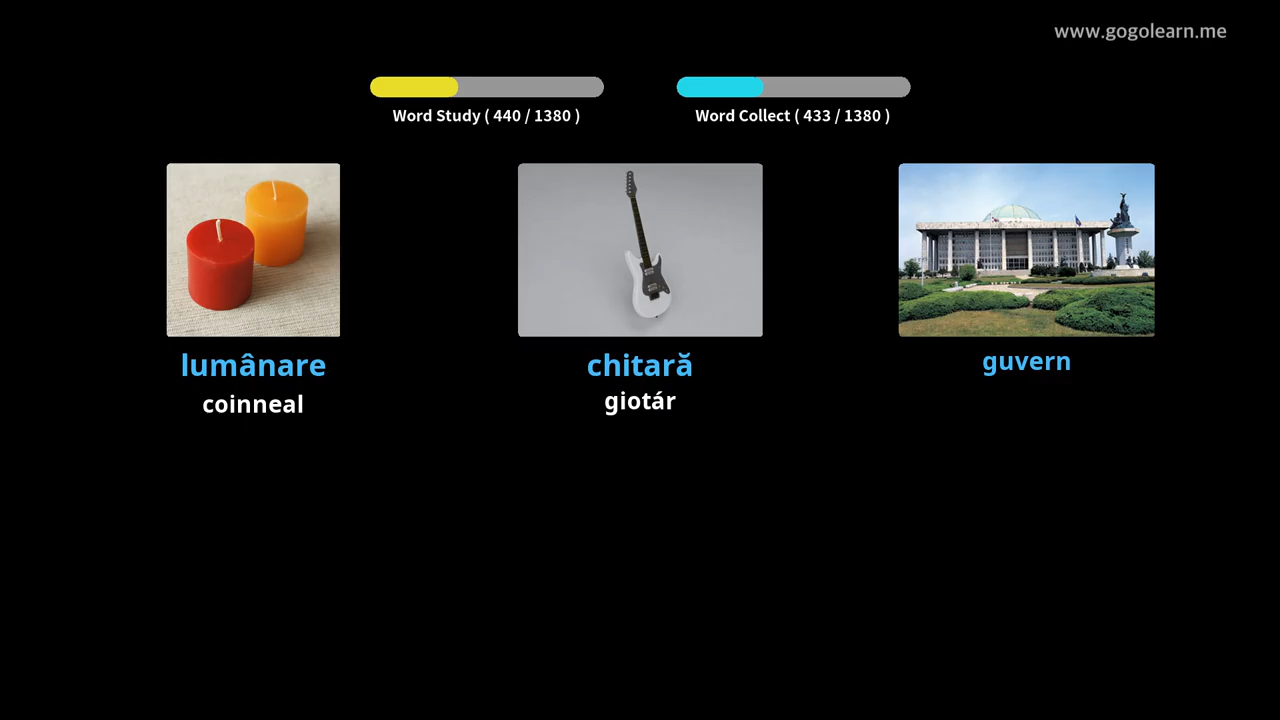 www.gogolearn.me
Word Study ( 440 / 1380 )
Word Collect ( 433 / 1380 )
lumânare
coinneal
chitară
giotár
guvern